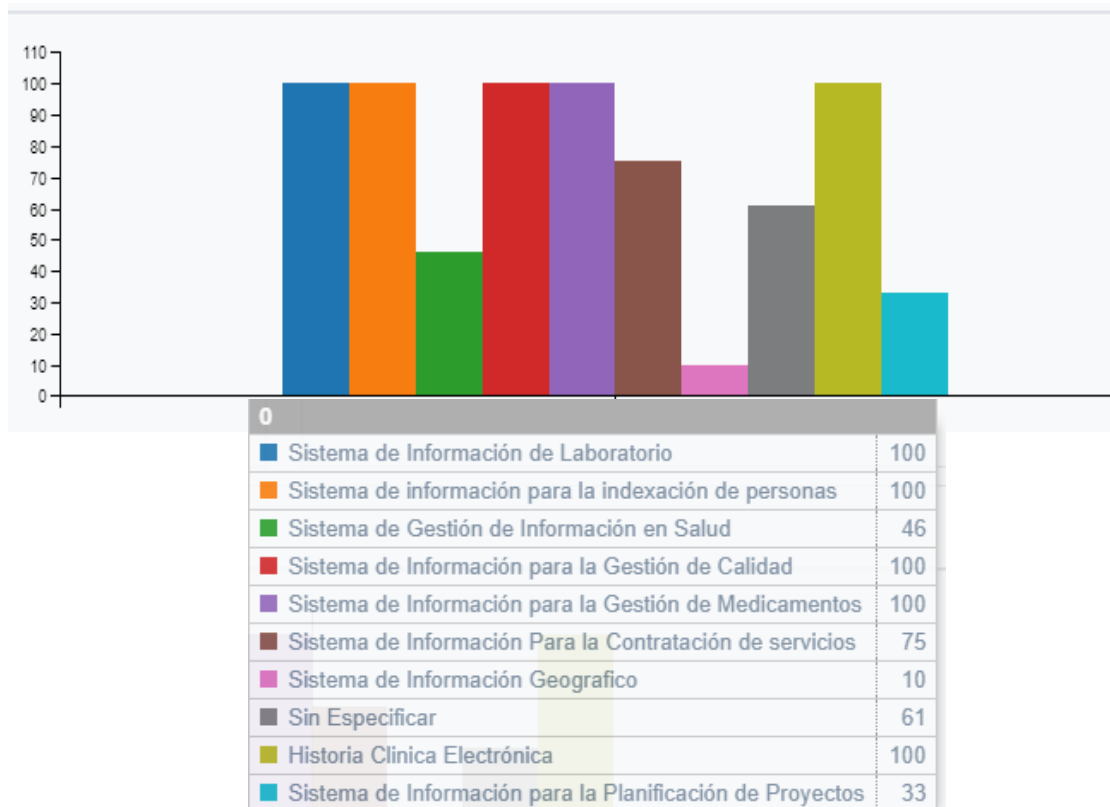 110
100
90
80
70
60
50
40
30
20
10
0
0
Sistema de Información de Laboratorio 100
Sistema de información para la indexación de personas 100
Sistema de Gestión de Información en Salud 46
Sistema de Información para la Gestión de Calidad 100
Sistema de Información para la Gestión de Medicamentos 100
Sistema de Información Para la Contratación de servicios 75
Sistema de Información Geografico 10
Sin Especificar 61
Historia Clinica Electrónica 100
Sistema de Información para la Planificación de Proyectos 33